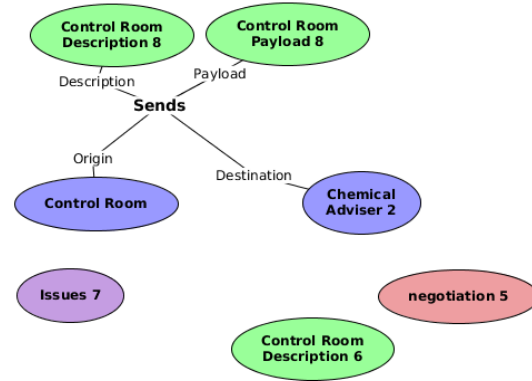 Control Room
Description 8
Control Room
Payload 8
Description
Payload
Sends
Origin
Destination
Control Room
Chemical
Adviser 2
Issues 7
negotiation 5
Control Room
Description 6